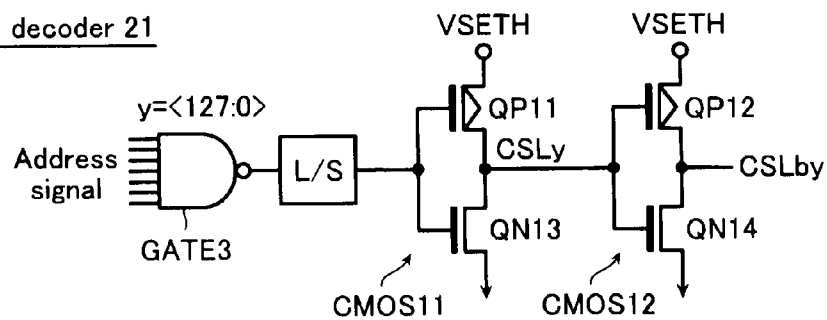 decoder 21
VSETH
VSETH
y=<127:0>
QP11
QP12
Address
signal
L/S
CSLy
CSLby
QN13
QN14
GATE3
CMOS11
CMOS12